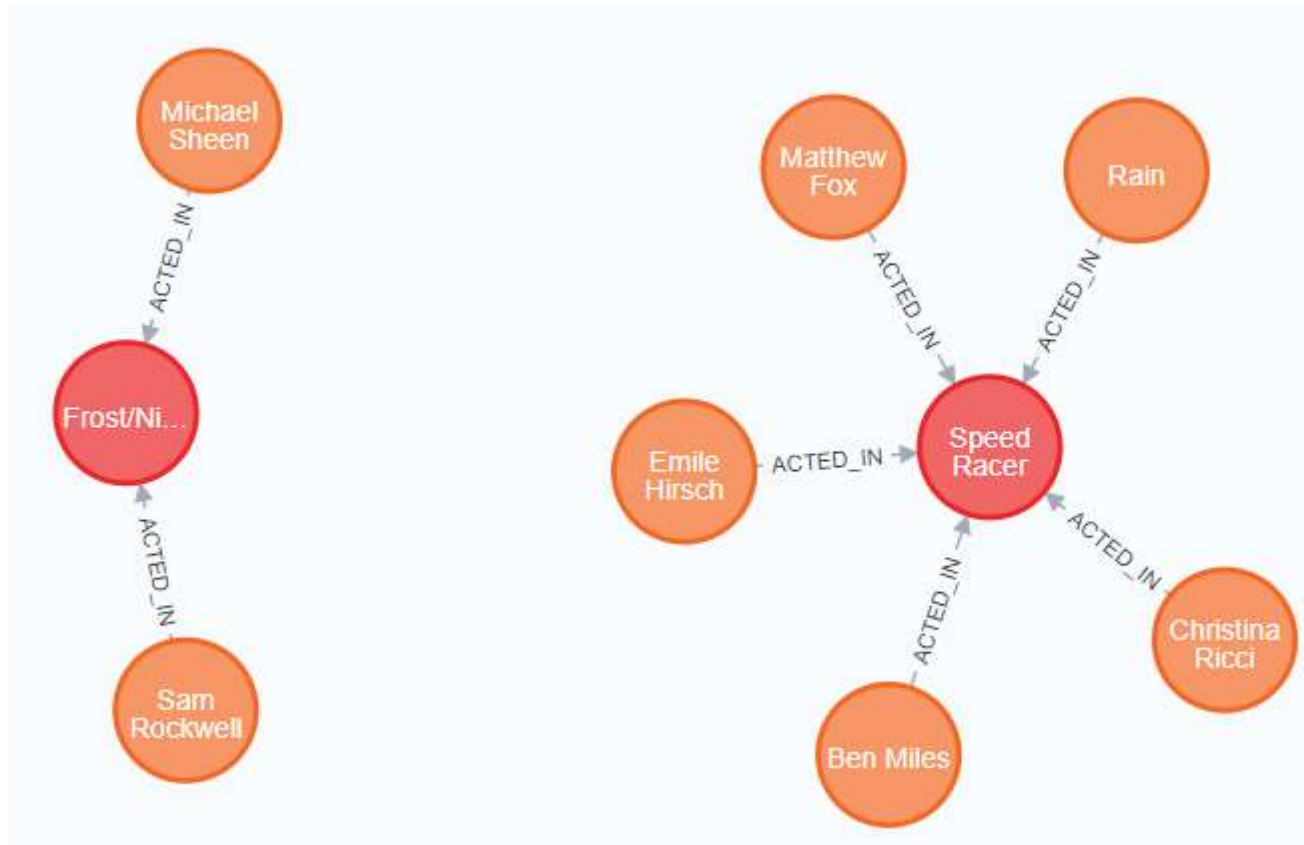 Michael
Sheen
ACTED_IN
Frost/Ni...
ACTED_IN
Sam
Rockwell
Matthew
Fox
Rain
ACTED_IN
ACTED_IN
Emile
Hirsch
ACTED_IN
Speed
Racer
ACTED_IN
ACTED_IN
Christina
Ricci
Ben Miles